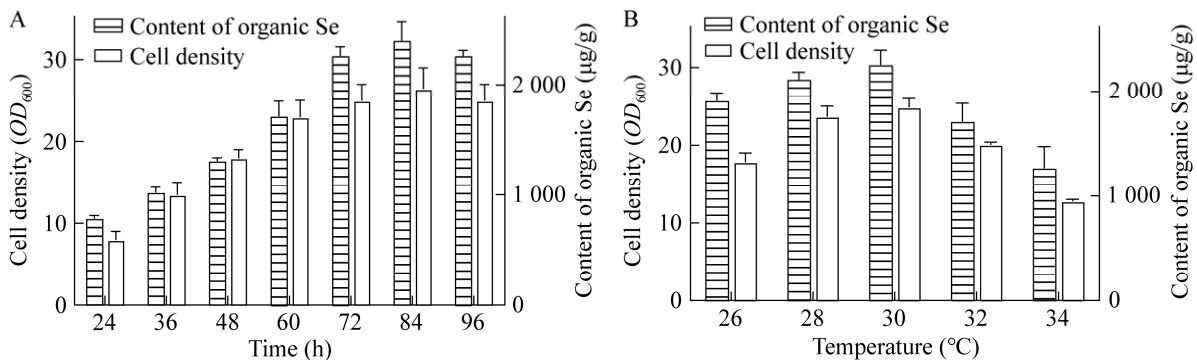 A
Content of organic Se
Cell density
Cell density (OD600)
30
20
10
0
2 000
1 000
0
Content of organic Se (μg/g)
24 36 48 60 72 84 96
Time (h)
B
Content of organic Se
Cell density
Cell density (OD600)
30
20
10
0
2 000
1 000
0
Content of organic Se (μg/g)
26 28 30 32 34
Temperature (℃)